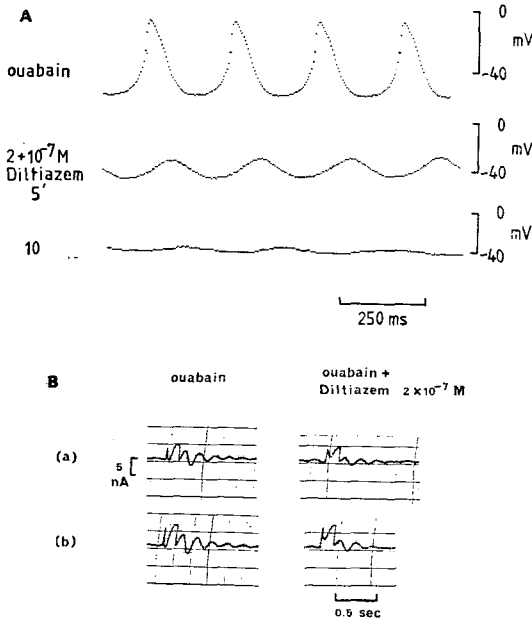 A
0
mV
-40
ouabain
0
mV
-40
2+10⁻⁷M
Diltiazem
5'
0
mV
-40
10
250 ms
B
ouabain
ouabain +
Diltiazem 2×10⁻⁷ M
(a)
5
nA
(b)
0.5 sec